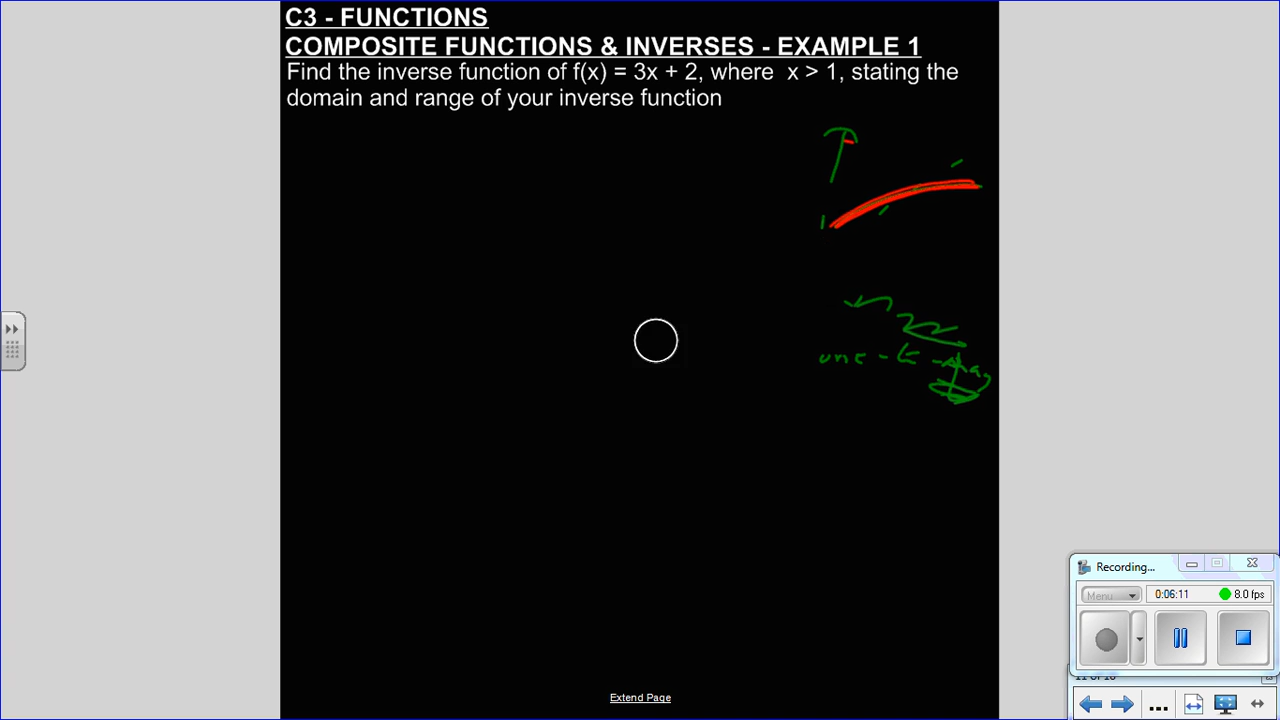 C3 - FUNCTIONS
COMPOSITE FUNCTIONS & INVERSES - EXAMPLE 1
Find the inverse function of f(x) = 3x + 2, where x > 1, stating the
domain and range of your inverse function
one -
Recording...
Menu
0:06:11
8.0 fps
Extend Page